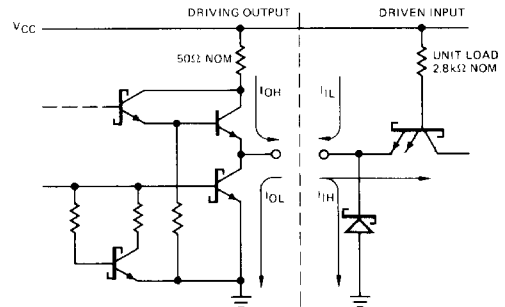 DRIVING OUTPUT
DRIVEN INPUT
VCC
50Ω NOM
UNIT LOAD
2.8kΩ NOM
IOH
IIL
IOL
IIH